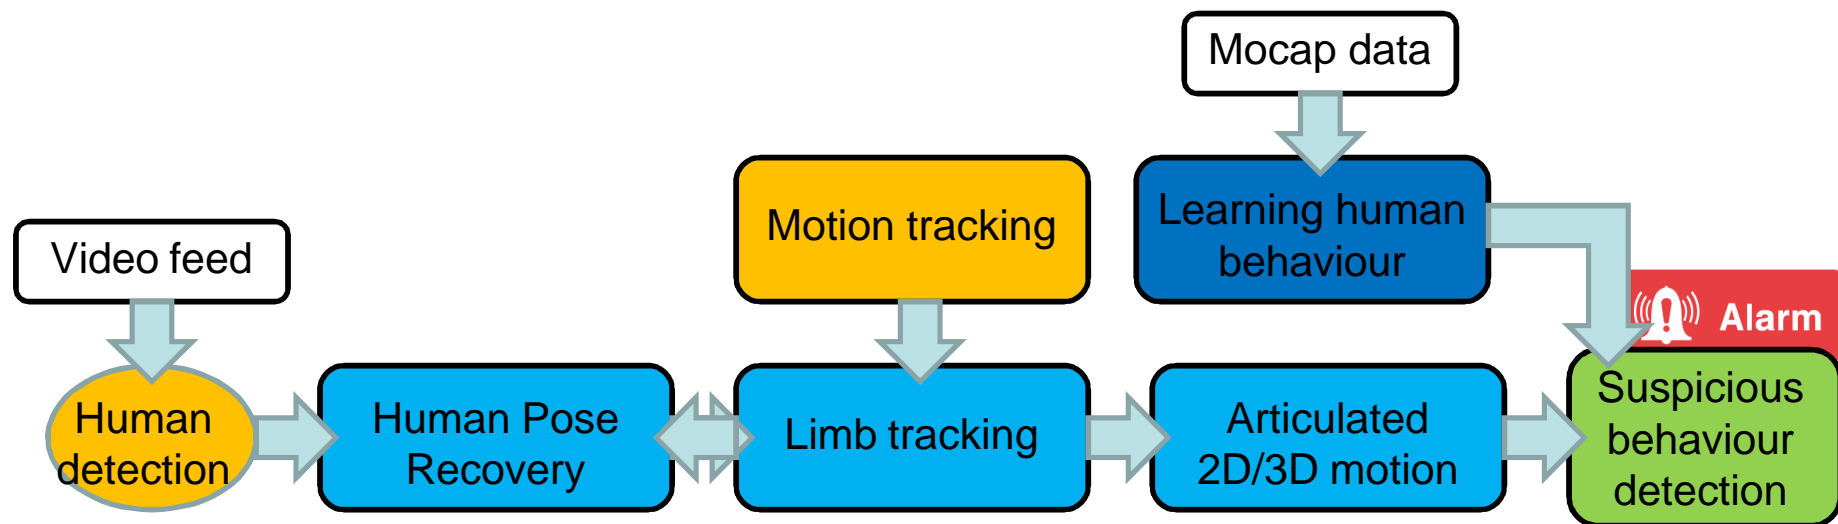 Mocap data
Motion tracking
Learning human
behaviour
Video feed
Alarm
Human
detection
Human Pose
Recovery
Limb tracking
Articulated
2D/3D motion
Suspicious
behaviour
detection